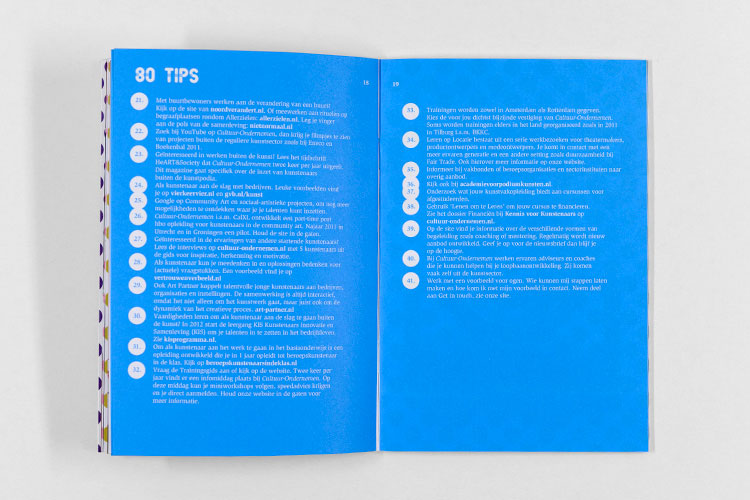 80 TIPS
18
21. Met buurtbewoners werken aan de verandering van een buurt?
Kijk op de site van noordverandert.nl. Of meewerken aan rituelen op
begraafplaatsen rondom Allerzielen: allerzielen.nl. Leg je vinger
aan de pols van de samenleving: nietnormaal.nl
22. Zoek bij YouTube op Cultuur-Ondernemen, dan krijg je filmpjes te zien
van projecten buiten de reguliere kunstsector zoals bij Eneco en
Boekenbal 2011.
23. Geïnteresseerd in werken buiten de kunst? Lees het tijdschrift
HeART&Society dat Cultuur-Ondernemen twee keer per jaar uitgeeft.
Dit magazine gaat specifiek over de inzet van kunstenaars
buiten de kunstpodia.
24. Als kunstenaar aan de slag met bedrijven. Leuke voorbeelden vind
je op vierkeervier.nl en gvb.nl/kunst
25. Google op Community Art en sociaal-artistieke projecten, om nog meer
mogelijkheden te ontdekken waar je je talenten kunt inzetten.
26. Cultuur-Ondernemen i.s.m. CAL-XL ontwikkelt een part-time post
hbo opleiding voor kunstenaars in de community art. Najaar 2011 in
Utrecht en in Groningen een pilot. Houd de site in de gaten.
27. Geïnteresseerd in de ervaringen van andere startende kunstenaars?
Lees de interviews op cultuur-ondernemen.nl met 5 kunstenaars uit
de gids voor inspiratie, herkenning en motivatie.
28. Als kunstenaar kun je meedenken in en oplossingen bedenken voor
(actuele) vraagstukken. Een voorbeeld vind je op
vertrouwenverbeeld.nl
29. Ook Art Partner koppelt talentvolle jonge kunstenaars aan bedrijven,
organisaties en instellingen. De samenwerking is altijd interactief,
omdat het niet alleen om het kunstwerk gaat, maar juist ook om de
dynamiek van het creatieve proces. art-partner.nl
30. Vaardigheden leren om als kunstenaar aan de slag te gaan buiten
de kunst? In 2012 start de leergang KIS Kunstenaars Innovatie en
Samenleving (KIS) om je talenten in te zetten in het bedrijfsleven.
Zie kisprogramma.nl.
31. Om als kunstenaar aan het werk te gaan in het basisonderwijs is een
opleiding ontwikkeld die je in 1 jaar opleidt tot beroepskunstenaar
in de klas. Kijk op beroepskunstenaarsindeklas.nl
32. Vraag de Trainingsgids aan of kijk op de website. Twee keer per
jaar vindt er een infomiddag plaats bij Cultuur-Ondernemen. Op
deze middag kun je miniworkshops volgen, speeddates krijgen
en je direct aanmelden. Houd onze website in de gaten voor
meer informatie.
19
33. Trainingen worden zowel in Amsterdam als Rotterdam gegeven.
Kies de voor jou dichtst bijzijnde vestiging van Cultuur-Ondernemen.
Soms worden trainingen elders in het land georganiseerd zoals in 2011
in Tilburg i.s.m. BKKC.
34. Leren op Locatie bestaat uit een serie werkbezoeken voor theatermakers,
productontwerpers en modeontwerpers. Je komt in contact met een
meer ervaren generatie en een andere setting zoals duurzaamheid bij
Fair Trade. Ook hierover meer informatie op onze website.
35. Informeer bij vakbonden of beroepsorganisaties en sectorinstituten naar
overig aanbod.
36. Kijk ook bij academievoorpodiumkunsten.nl.
37. Onderzoek wat jouw kunstvakopleiding biedt aan cursussen voor
afgestudeerden.
38. Gebruik 'Lenen om te Leren' om jouw cursus te financieren.
Zie het dossier Financiën bij Kennis voor Kunstenaars op
cultuur-ondernemen.nl.
39. Op de site vind je informatie over de verschillende vormen van
begeleiding zoals coaching of mentoring. Regelmatig wordt nieuw
aanbod ontwikkeld. Geef je op voor de nieuwsbrief dan blijf je
op de hoogte.
40. Bij Cultuur-Ondernemen werken ervaren adviseurs en coaches
die je kunnen helpen bij je loopbaanontwikkeling. Zij komen
vaak zelf uit de kunstsector.
41. Werk met een voorbeeld voor ogen. Wie kunnen mij stappen laten
maken en hoe kom ik met mijn voorbeeld in contact. Neem deel
aan Get in touch, zie onze site.